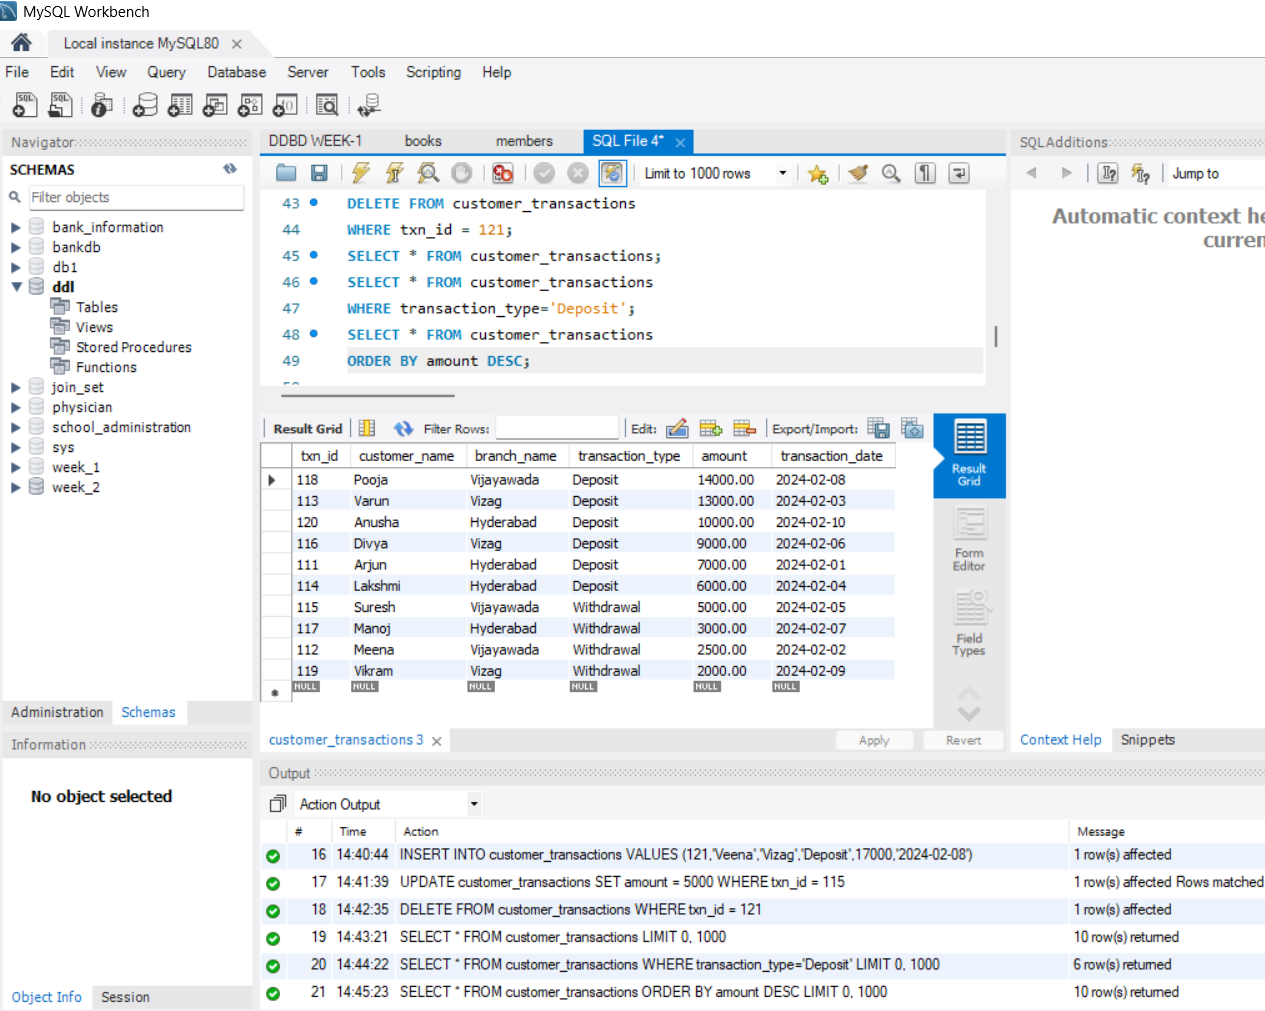 MySQL Workbench
Local instance MySQL80
File Edit View Query Database Server Tools Scripting Help
Navigator
SCHEMAS
Filter objects
bank_information
bankdb
db1
ddl
Tables
Views
Stored Procedures
Functions
join_set
physician
school_administration
sys
week_1
week_2
Administration Schemas
Information
No object selected
Object Info Session
DDBD WEEK-1 books members SQL File 4*
Limit to 1000 rows
43 DELETE FROM customer_transactions
44 WHERE txn_id = 121;
45 SELECT * FROM customer_transactions;
46 SELECT * FROM customer_transactions
47 WHERE transaction_type='Deposit';
48 SELECT * FROM customer_transactions
49 ORDER BY amount DESC;
Result Grid Filter Rows: Edit: Export/Import:
txn_id customer_name branch_name transaction_type amount transaction_date
118 Pooja Vijayawada Deposit 14000.00 2024-02-08
113 Varun Vizag Deposit 13000.00 2024-02-03
120 Anusha Hyderabad Deposit 10000.00 2024-02-10
116 Divya Vizag Deposit 9000.00 2024-02-06
111 Arjun Hyderabad Deposit 7000.00 2024-02-01
114 Lakshmi Hyderabad Deposit 6000.00 2024-02-04
115 Suresh Vijayawada Withdrawal 5000.00 2024-02-05
117 Manoj Hyderabad Withdrawal 3000.00 2024-02-07
112 Meena Vijayawada Withdrawal 2500.00 2024-02-02
119 Vikram Vizag Withdrawal 2000.00 2024-02-09
NULL NULL NULL NULL NULL NULL
Result
Grid
Form
Editor
Field
Types
customer_transactions 3 Apply Revert
SQLAdditions
Jump to
Automatic context he
curren
Context Help Snippets
Output
Action Output
# Time Action Message
16 14:40:44 INSERT INTO customer_transactions VALUES (121,'Veena','Vizag','Deposit',17000,'2024-02-08') 1 row(s) affected
17 14:41:39 UPDATE customer_transactions SET amount = 5000 WHERE txn_id = 115 1 row(s) affected Rows matched
18 14:42:35 DELETE FROM customer_transactions WHERE txn_id = 121 1 row(s) affected
19 14:43:21 SELECT * FROM customer_transactions LIMIT 0, 1000 10 row(s) returned
20 14:44:22 SELECT * FROM customer_transactions WHERE transaction_type='Deposit' LIMIT 0, 1000 6 row(s) returned
21 14:45:23 SELECT * FROM customer_transactions ORDER BY amount DESC LIMIT 0, 1000 10 row(s) returned